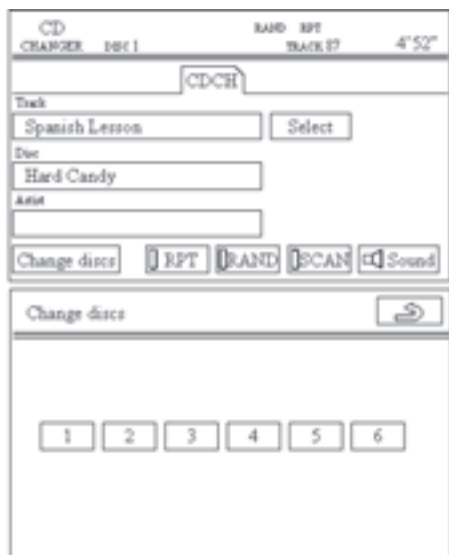 CD RAND RPT
CHANGER DISC 1 TRACK 87 4'52"
CDCH
Track
Spanish Lesson Select
Disc
Hard Candy
Artist
Change discs RPT RAND SCAN Sound
Change discs
1 2 3 4 5 6